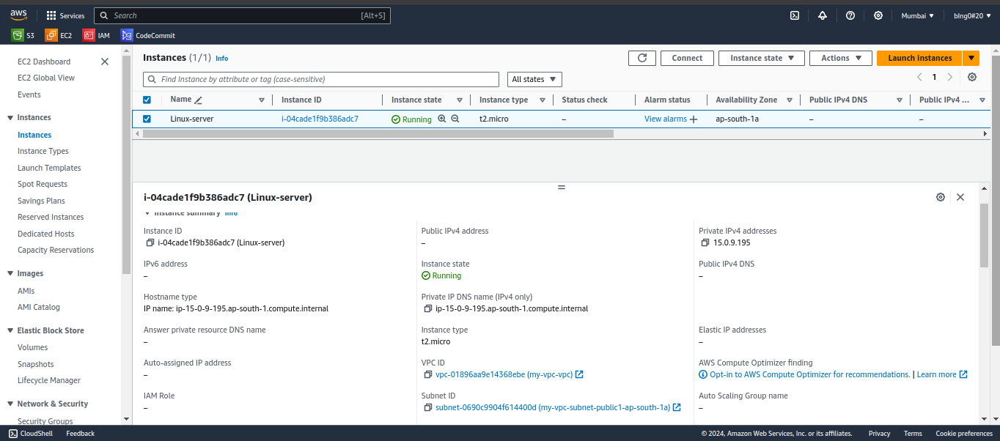 aws Services Search [Alt+S] Mumbai ▼ blng0#20 ▼
S3 EC2 IAM CodeCommit
EC2 Dashboard
EC2 Global View
Events
Instances
Instances
Instance Types
Launch Templates
Spot Requests
Savings Plans
Reserved Instances
Dedicated Hosts
Capacity Reservations
Images
AMIs
AMI Catalog
Elastic Block Store
Volumes
Snapshots
Lifecycle Manager
Network & Security
Security Groups
Instances (1/1) Info Connect Instance state Actions Launch Instances
Find Instance by attribute or tag (case-sensitive) All states 1
Name Instance ID Instance state Instance type Status check Alarm status Availability Zone Public IPv4 DNS Public IPv4 ...
Linux-server i-04cade1f9b386adc7 Running t2.micro – View alarms + ap-south-1a – –
i-04cade1f9b386adc7 (Linux-server)
Instance summary Info
Instance ID
i-04cade1f9b386adc7 (Linux-server)
Public IPv4 address
–
Private IPv4 addresses
15.0.9.195
IPv6 address
–
Instance state
Running
Public IPv4 DNS
–
Hostname type
IP name: ip-15-0-9-195.ap-south-1.compute.internal
Private IP DNS name (IPv4 only)
ip-15-0-9-195.ap-south-1.compute.internal
Answer private resource DNS name
–
Instance type
t2.micro
Elastic IP addresses
–
Auto-assigned IP address
–
VPC ID
vpc-01896aa9e14368ebe (my-vpc-vpc)
AWS Compute Optimizer finding
Opt-in to AWS Compute Optimizer for recommendations. | Learn more
IAM Role
–
Subnet ID
subnet-0690c9904f614400d (my-vpc-subnet-public1-ap-south-1a)
Auto Scaling Group name
–
CloudShell Feedback © 2024, Amazon Web Services, Inc. or its affiliates. Privacy Terms Cookie preferences